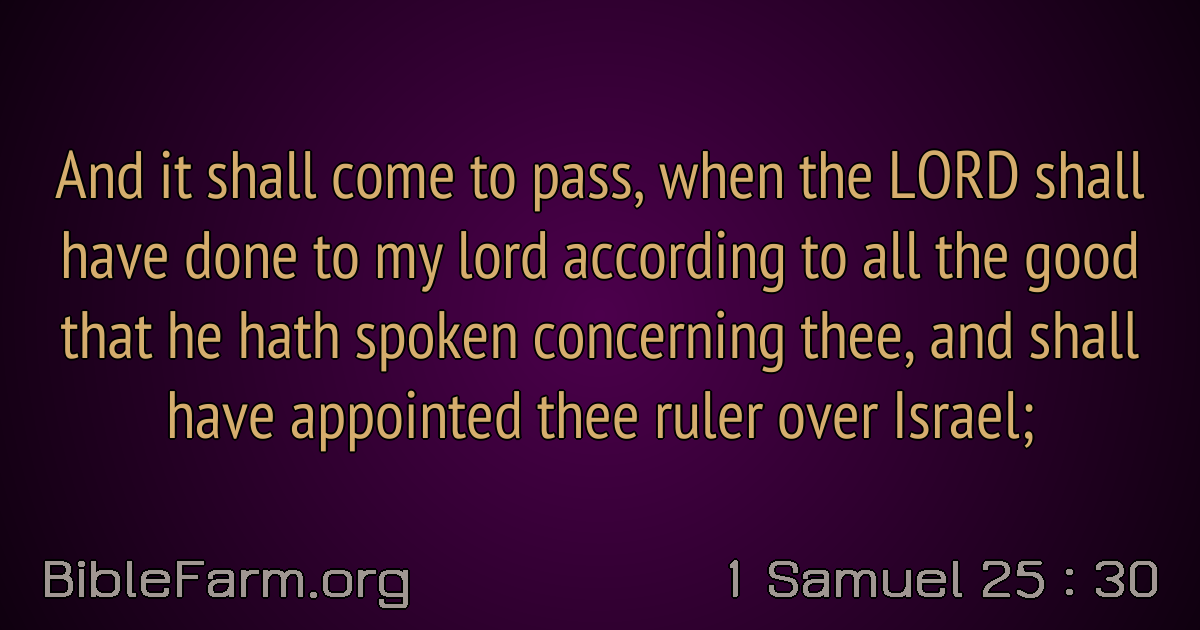 And it shall come to pass, when the LORD shall
have done to my lord according to all the good
that he hath spoken concerning thee, and shall
have appointed thee ruler over Israel;
BibleFarm.org
1 Samuel 25 : 30